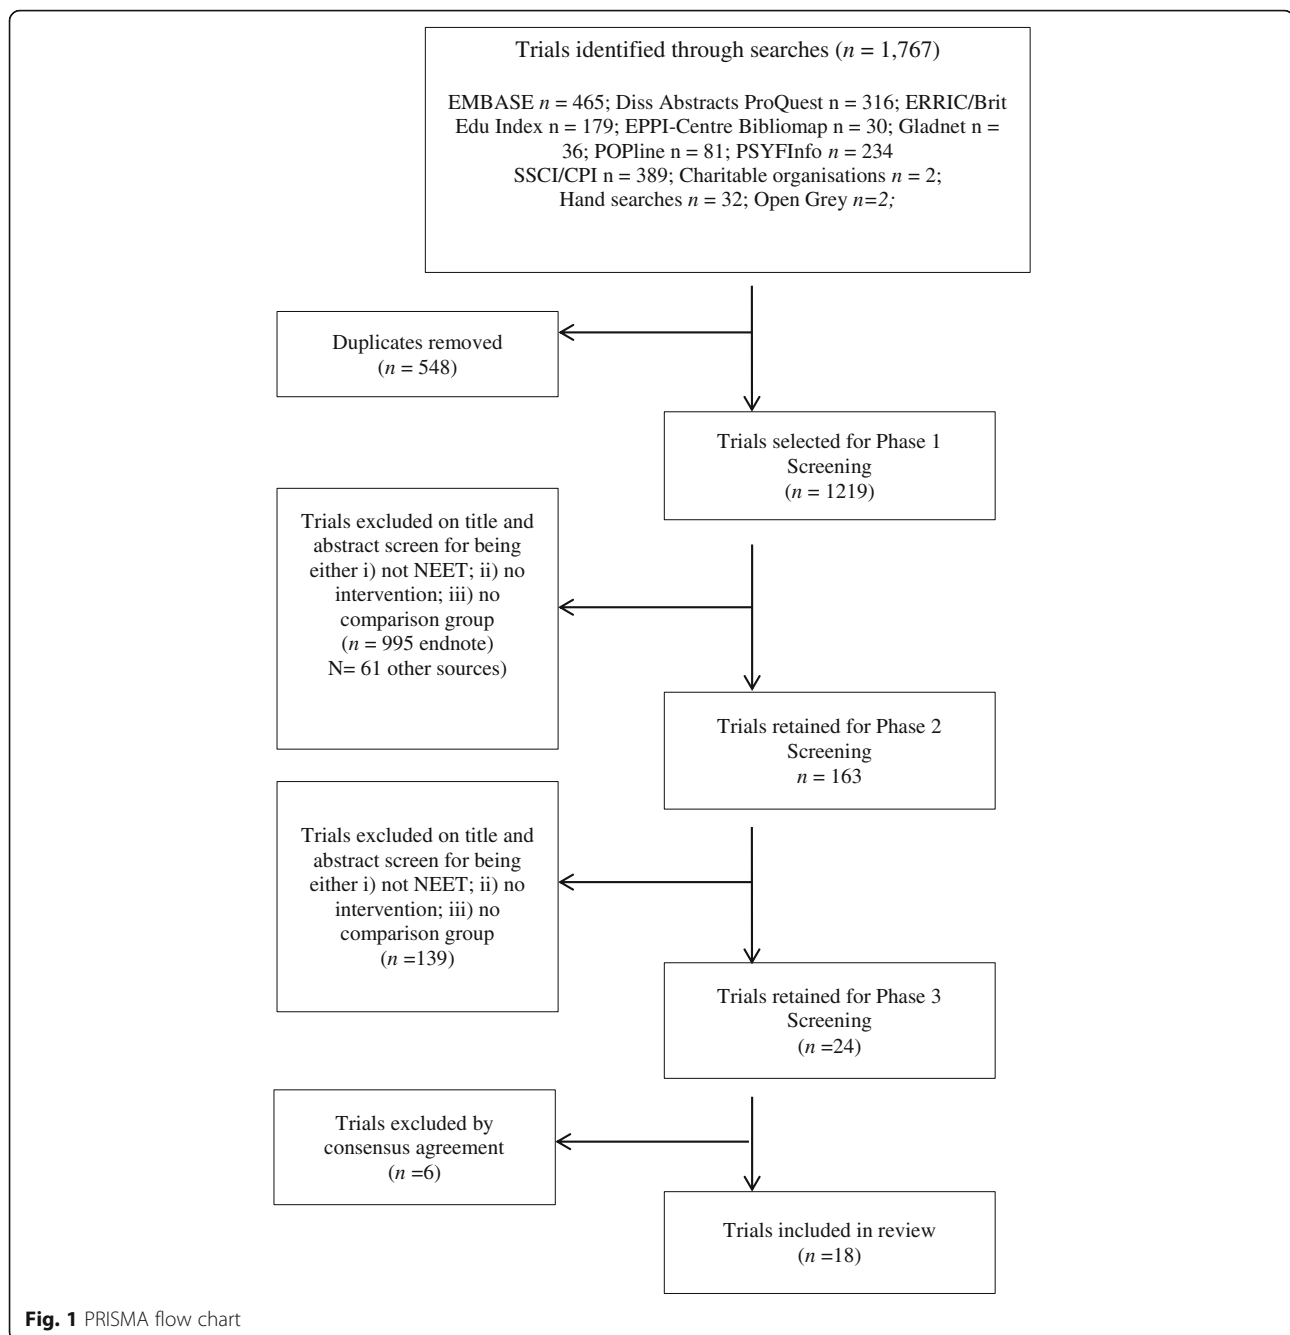 Trials identified through searches (n = 1,767)
EMBASE n = 465; Diss Abstracts ProQuest n = 316; ERRIC/Brit
Edu Index n = 179; EPPI-Centre Bibliomap n = 30; Gladnet n =
36; POPline n = 81; PSYFInfo n = 234
SSCI/CPI n = 389; Charitable organisations n = 2;
Hand searches n = 32; Open Grey n=2;
Duplicates removed
(n = 548)
Trials selected for Phase 1
Screening
(n = 1219)
Trials excluded on title and
abstract screen for being
either i) not NEET; ii) no
intervention; iii) no
comparison group
(n = 995 endnote)
N= 61 other sources)
Trials retained for Phase 2
Screening
n = 163
Trials excluded on title and
abstract screen for being
either i) not NEET; ii) no
intervention; iii) no
comparison group
(n =139)
Trials retained for Phase 3
Screening
(n =24)
Trials excluded by
consensus agreement
(n =6)
Trials included in review
(n =18)
Fig. 1 PRISMA flow chart